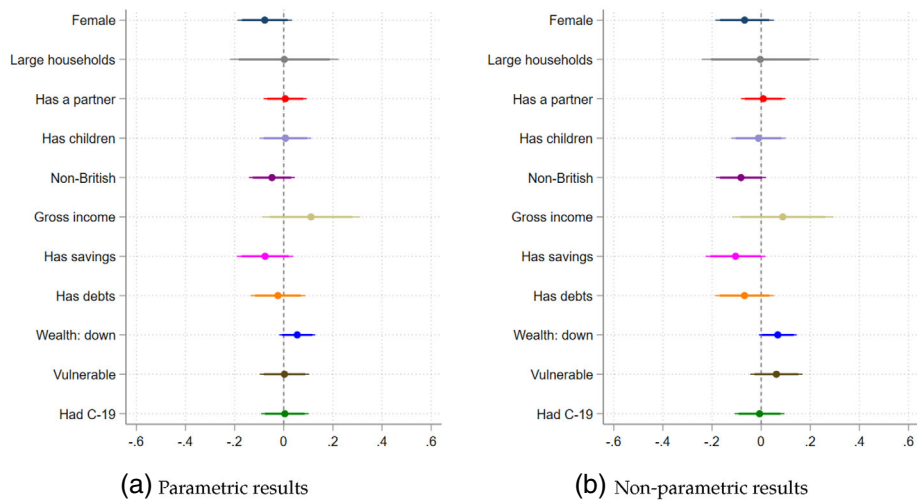 Female
Large households
Has a partner
Has children
Non-British
Gross income
Has savings
Has debts
Wealth: down
Vulnerable
Had C-19
-.6 -.4 -.2 0 .2 .4 .6
(a) Parametric results
Female
Large households
Has a partner
Has children
Non-British
Gross income
Has savings
Has debts
Wealth: down
Vulnerable
Had C-19
-.6 -.4 -.2 0 .2 .4 .6
(b) Non-parametric results